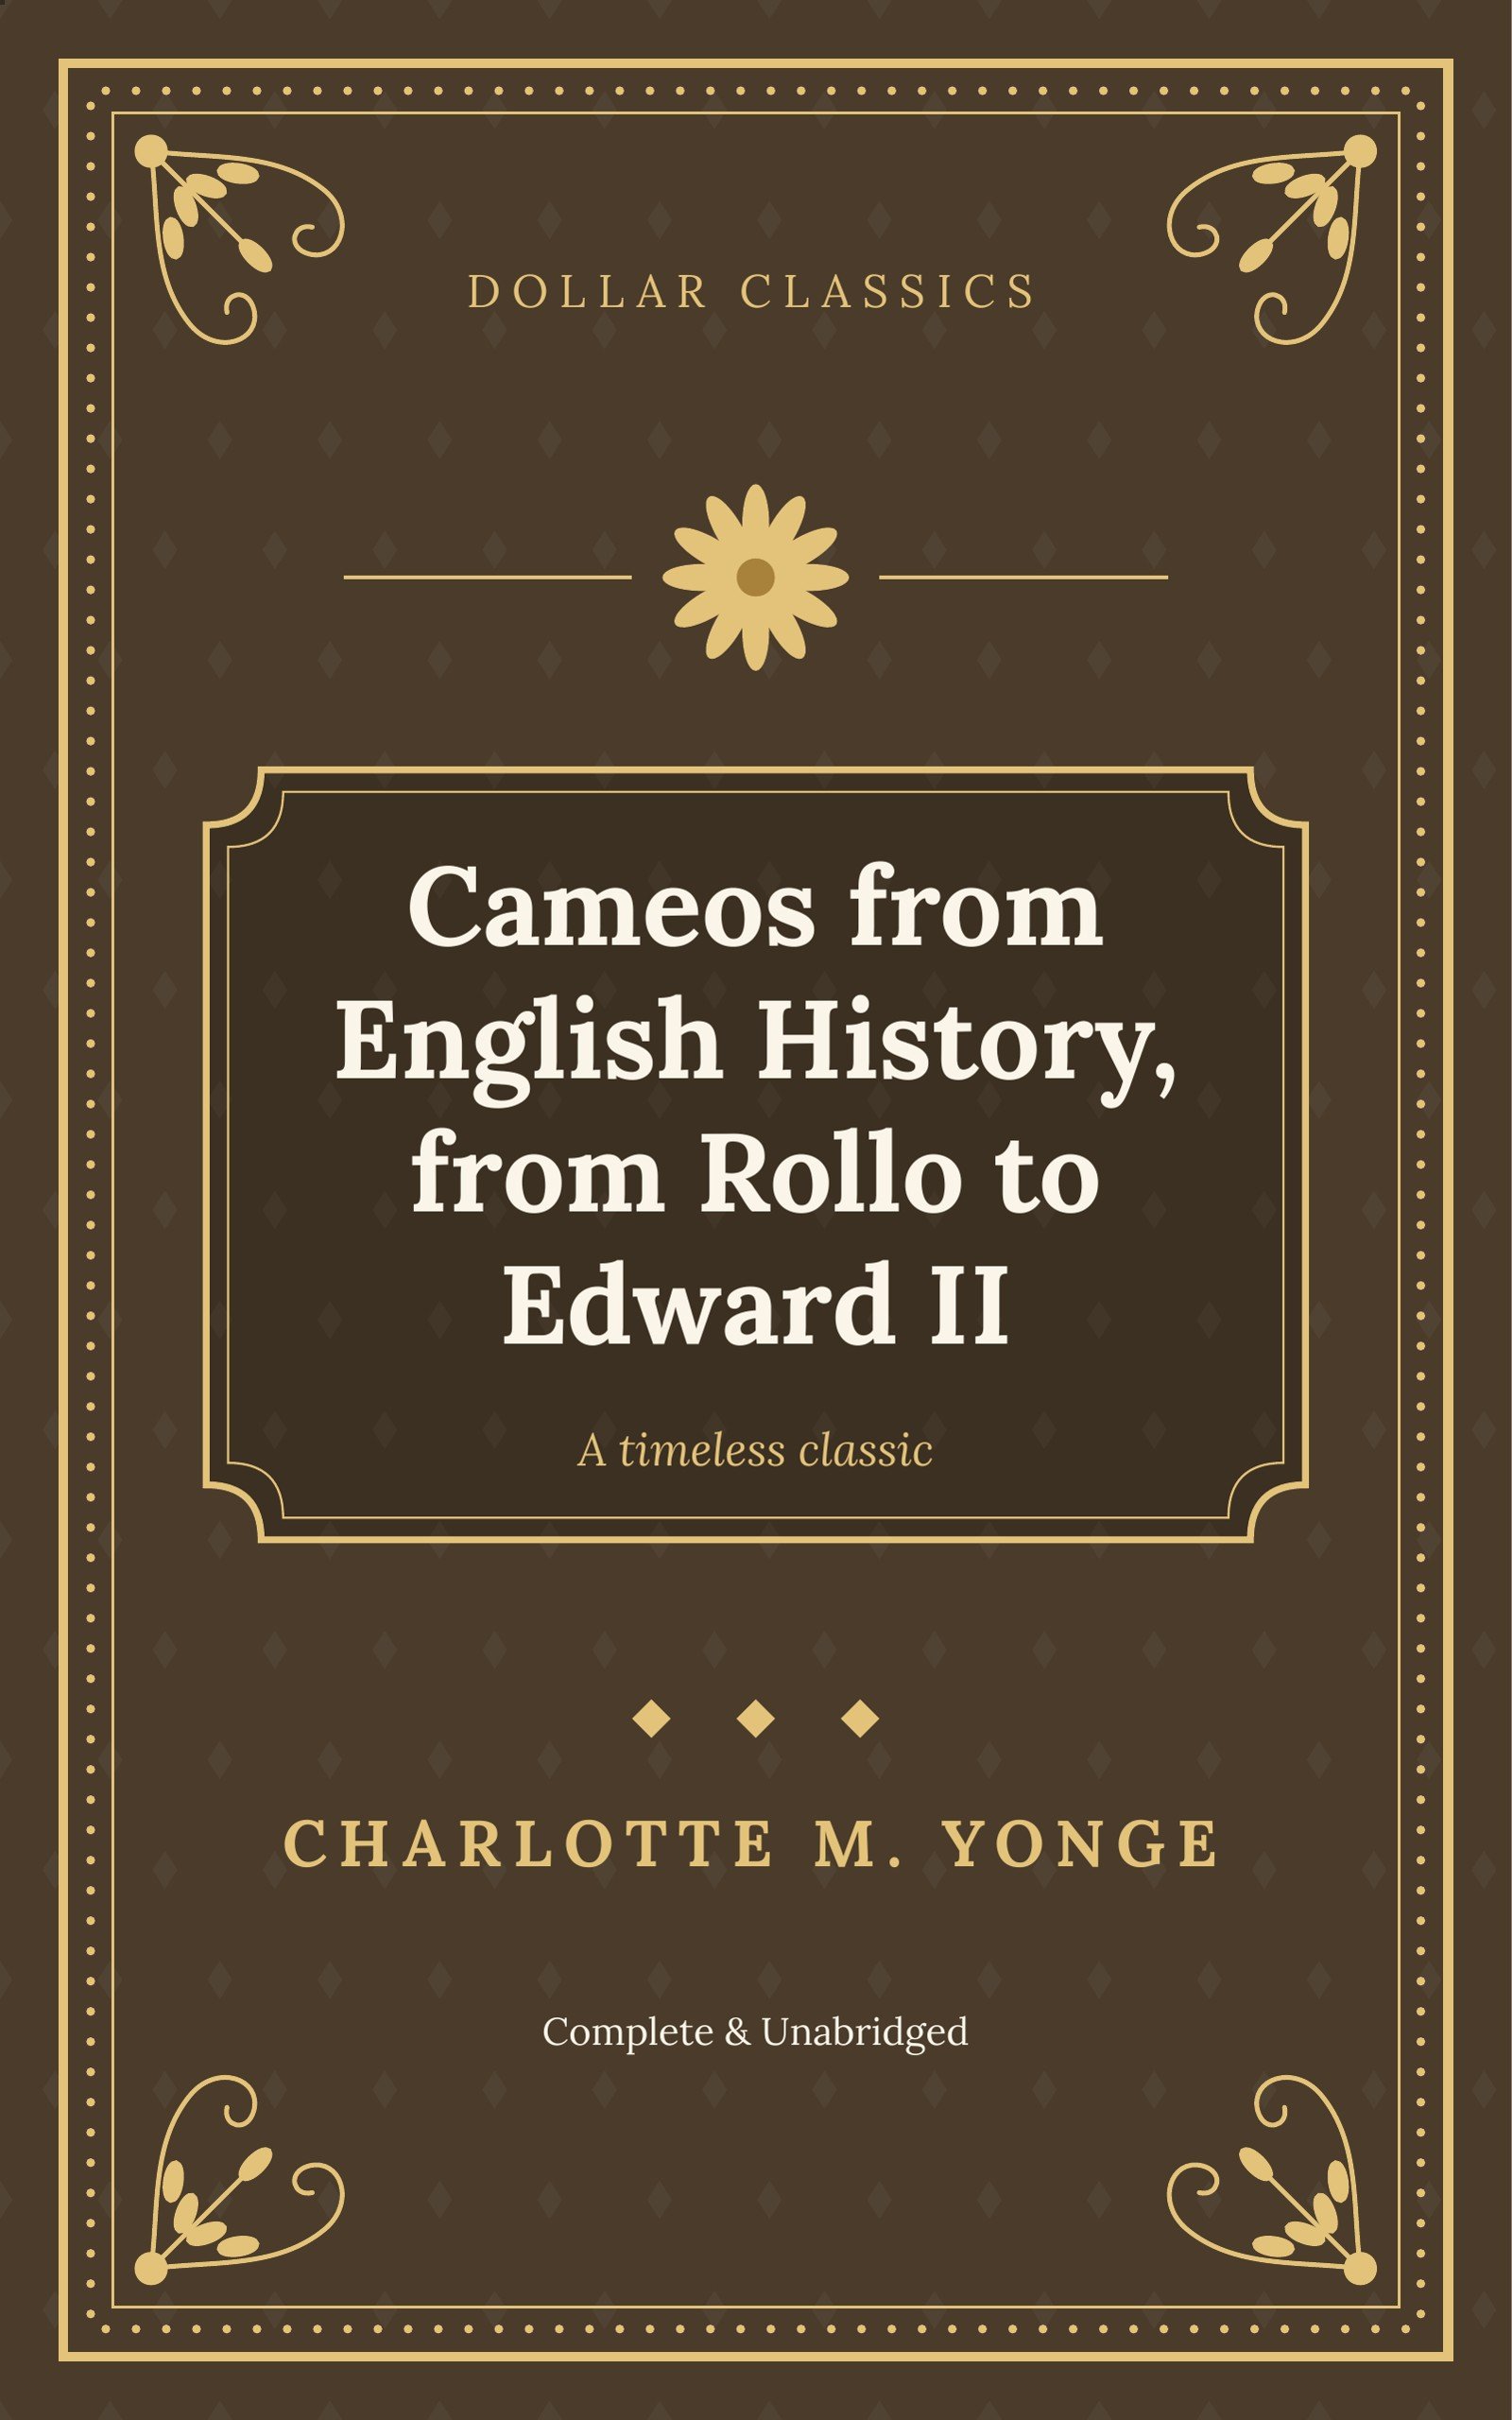 DOLLAR CLASSICS
Cameos from
English History,
from Rollo to
Edward II
A timeless classic
CHARLOTTE M. YONGE
Complete & Unabridged